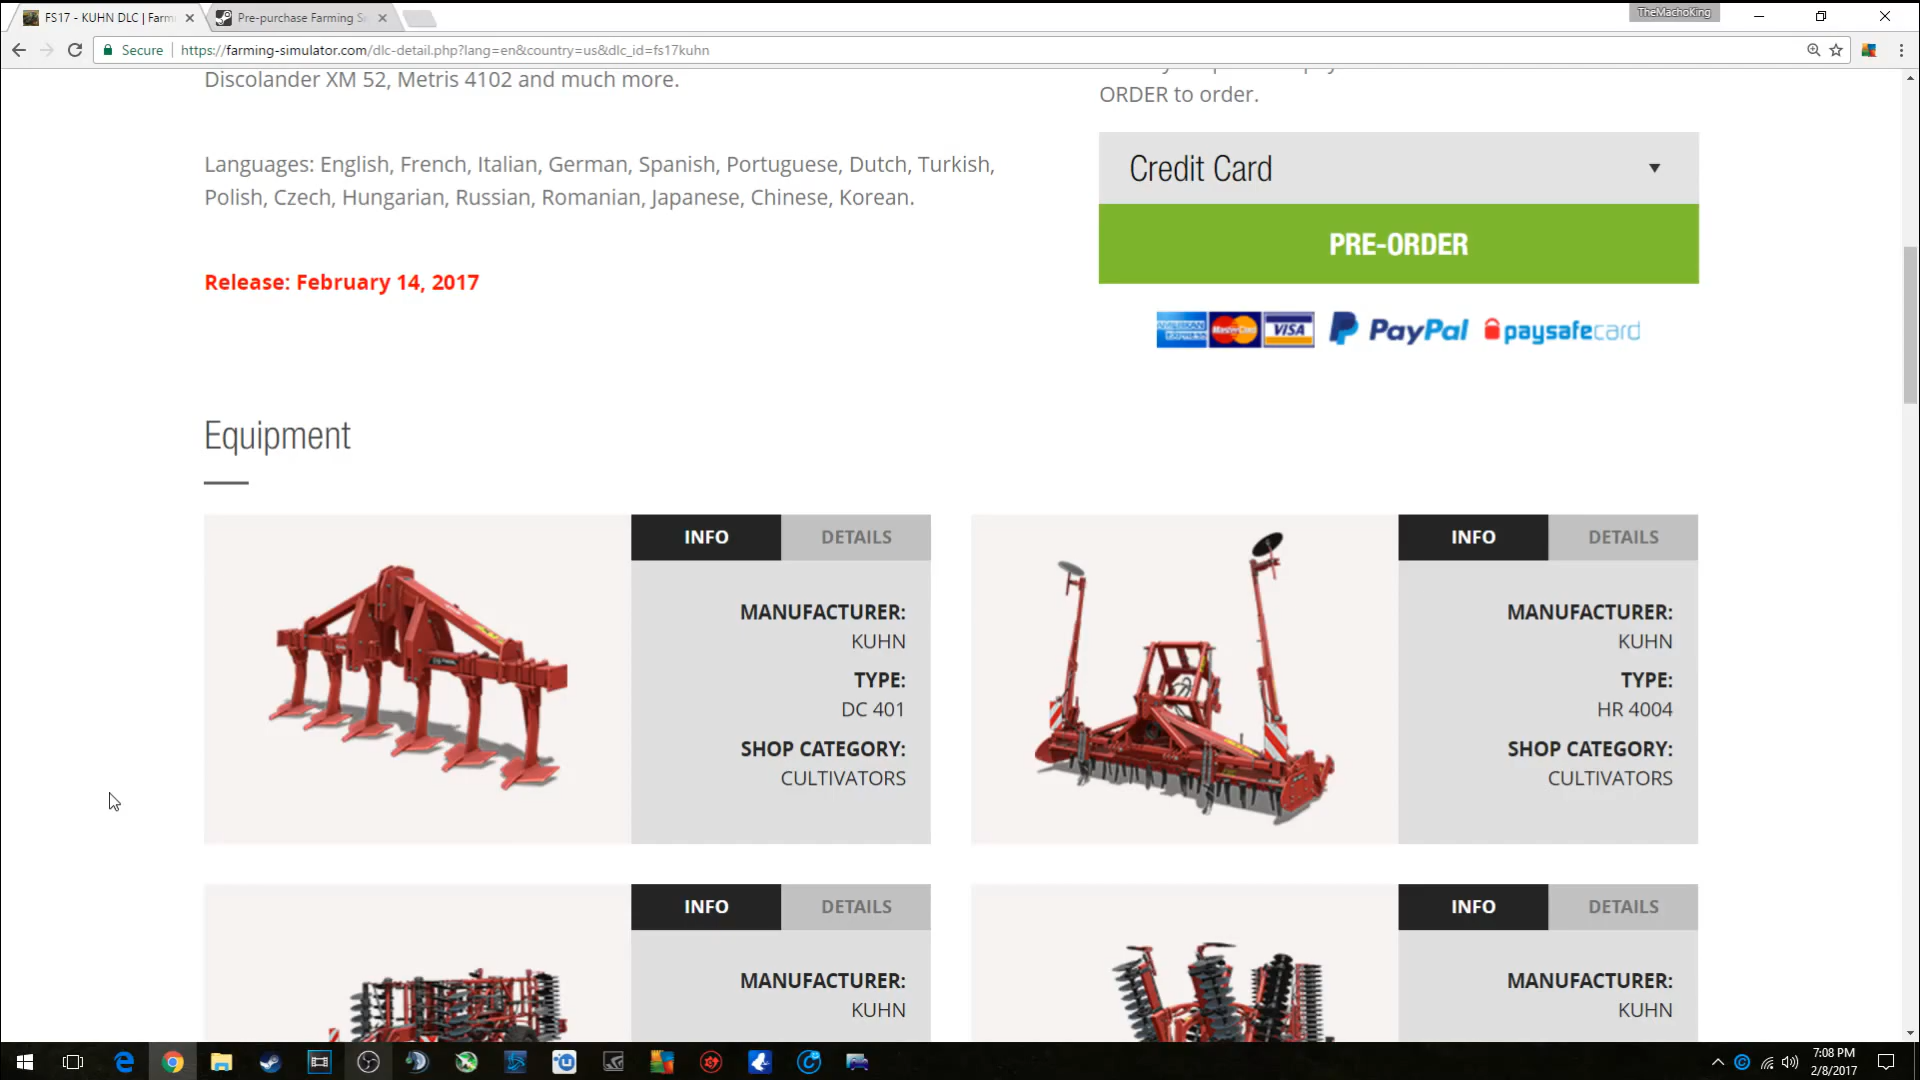 FS17 - KUHN DLC | Farm
Pre-purchase Farming S
TheMachoKing
Secure
https://farming-simulator.com/dlc-detail.php?lang=en&country=us&dlc_id=fs17kuhn
Discolander XM 52, Metris 4102 and much more.
ORDER to order.
Credit Card
Languages: English, French, Italian, German, Spanish, Portuguese, Dutch, Turkish,
Polish, Czech, Hungarian, Russian, Romanian, Japanese, Chinese, Korean.
PRE-ORDER
Release: February 14, 2017
AMERICAN EXPRESS MasterCard VISA PayPal paysafecard
Equipment
INFO DETAILS
MANUFACTURER:
KUHN
TYPE:
DC 401
SHOP CATEGORY:
CULTIVATORS
INFO DETAILS
MANUFACTURER:
KUHN
TYPE:
HR 4004
SHOP CATEGORY:
CULTIVATORS
INFO DETAILS
MANUFACTURER:
KUHN
INFO DETAILS
MANUFACTURER:
KUHN
7:08 PM
2/8/2017